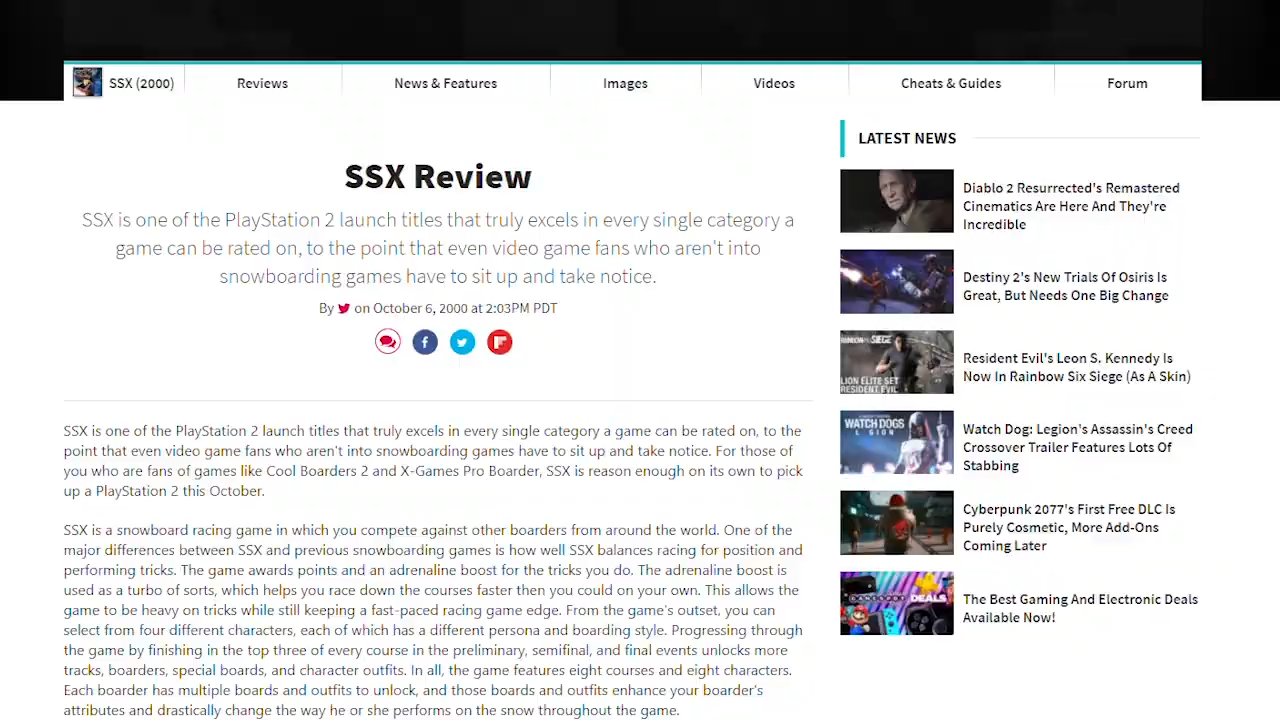 SSX (2000)
Reviews
News & Features
Images
Videos
Cheats & Guides
Forum
SSX Review
SSX is one of the PlayStation 2 launch titles that truly excels in every single category a
game can be rated on, to the point that even video game fans who aren't into
snowboarding games have to sit up and take notice.
By on October 6, 2000 at 2:03PM PDT
SSX is one of the PlayStation 2 launch titles that truly excels in every single category a game can be rated on, to the
point that even video game fans who aren't into snowboarding games have to sit up and take notice. For those of
you who are fans of games like Cool Boarders 2 and X-Games Pro Boarder, SSX is reason enough on its own to pick
up a PlayStation 2 this October.
SSX is a snowboard racing game in which you compete against other boarders from around the world. One of the
major differences between SSX and previous snowboarding games is how well SSX balances racing for position and
performing tricks. The game awards points and an adrenaline boost for the tricks you do. The adrenaline boost is
used as a turbo of sorts, which helps you race down the courses faster then you could on your own. This allows the
game to be heavy on tricks while still keeping a fast-paced racing game edge. From the game's outset, you can
select from four different characters, each of which has a different persona and boarding style. Progressing through
the game by finishing in the top three of every course in the preliminary, semifinal, and final events unlocks more
tracks, boarders, special boards, and character outfits. In all, the game features eight courses and eight characters.
Each boarder has multiple boards and outfits to unlock, and those boards and outfits enhance your boarder's
attributes and drastically change the way he or she performs on the snow throughout the game.
LATEST NEWS
Diablo 2 Resurrected's Remastered
Cinematics Are Here And They're
Incredible
Destiny 2's New Trials Of Osiris Is
Great, But Needs One Big Change
RAINBOW SIX SIEGE
LION ELITE SET
RESIDENT EVIL
Resident Evil's Leon S. Kennedy Is
Now In Rainbow Six Siege (As A Skin)
WATCH DOGS
LEGION
Watch Dog: Legion's Assassin's Creed
Crossover Trailer Features Lots Of
Stabbing
Cyberpunk 2077's First Free DLC Is
Purely Cosmetic, More Add-Ons
Coming Later
GAMESPOT DEALS
The Best Gaming And Electronic Deals
Available Now!